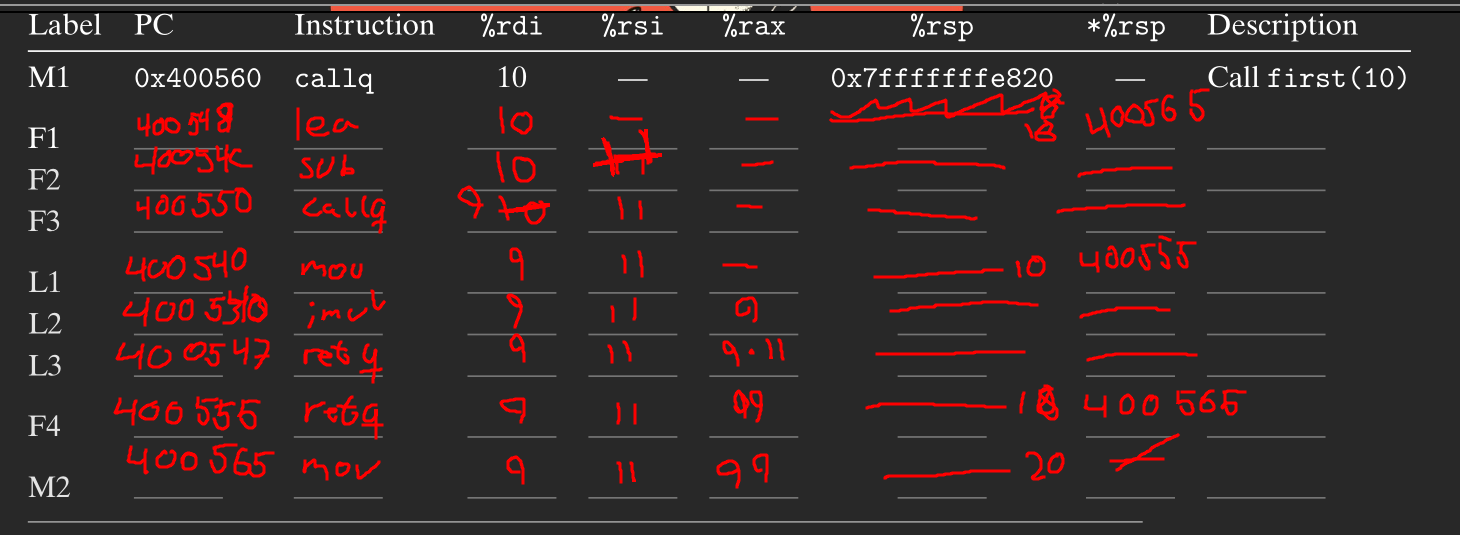 Label PC Instruction %rdi %rsi %rax %rsp *%rsp Description
M1 0x400560 callq 10 — — 0x7fffffffe820 — Call first(10)
F1 400548 lea 10 — — 18 400565
F2 40054c sub 10 11 — — —
F3 400550 callq 9 10 11 — — —
L1 400540 mov 9 11 — — 10 400555
L2 400543 imul 9 11 9 — —
L3 400547 retq 9 11 9·11 — —
F4 400555 retq 9 11 99 — 18 400565
M2 400565 mov 9 11 99 — 20 —